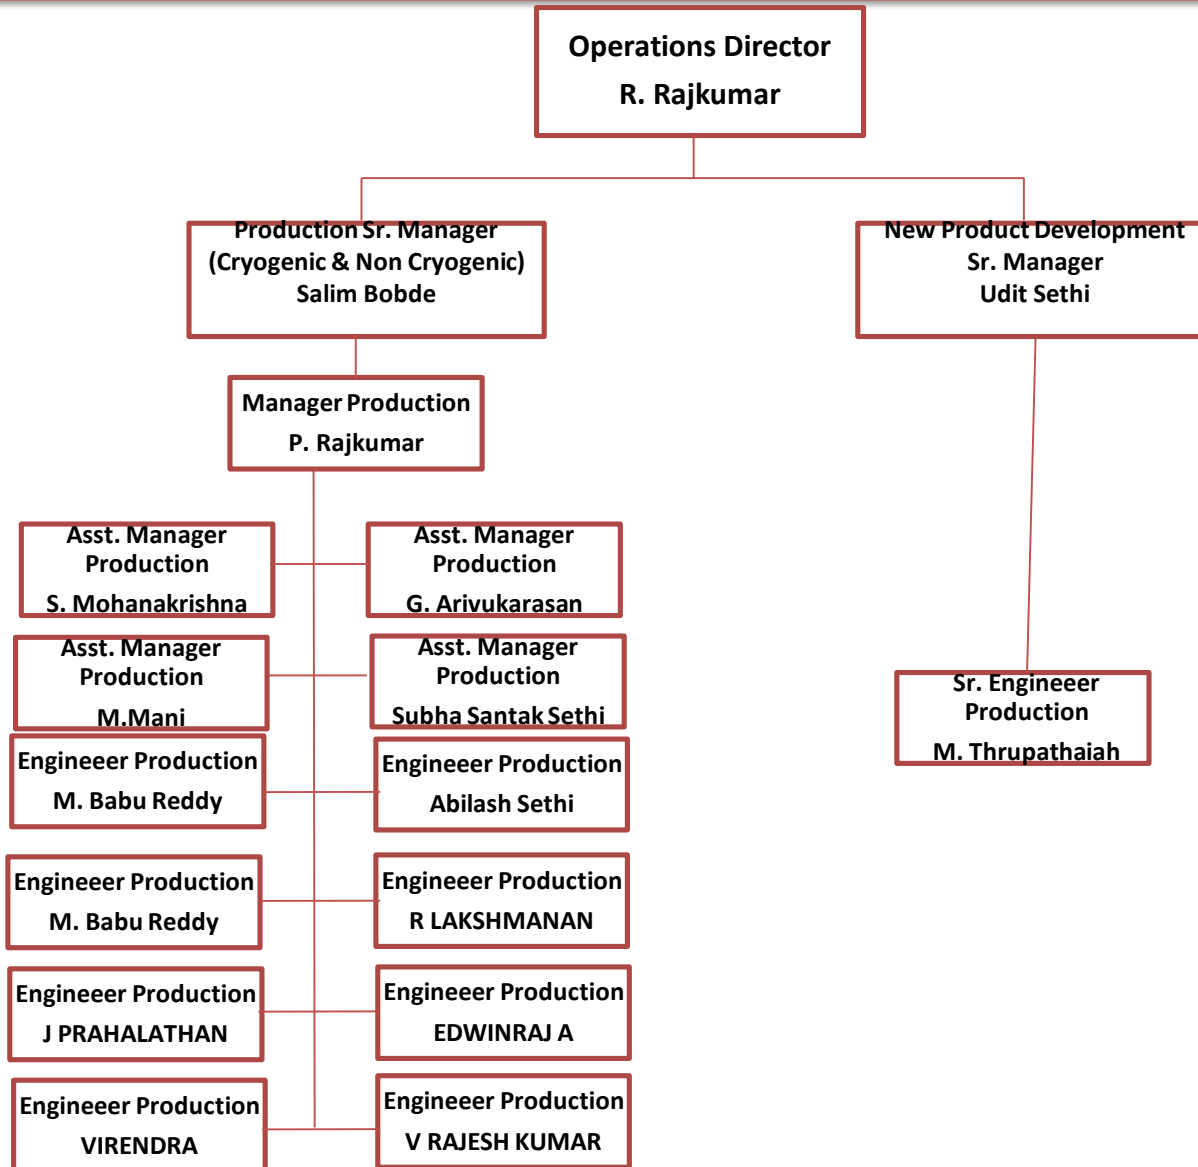 Operations Director
R. Rajkumar
Production Sr. Manager
(Cryogenic & Non Cryogenic)
Salim Bobde
New Product Development
Sr. Manager
Udit Sethi
Manager Production
P. Rajkumar
Asst. Manager
Production
S. Mohanakrishna
Asst. Manager
Production
G. Arivukarasan
Asst. Manager
Production
M.Mani
Asst. Manager
Production
Subha Santak Sethi
Sr. Engineeer
Production
M. Thrupathaiah
Engineeer Production
M. Babu Reddy
Engineeer Production
Abilash Sethi
Engineeer Production
M. Babu Reddy
Engineeer Production
R LAKSHMANAN
Engineeer Production
J PRAHALATHAN
Engineeer Production
EDWINRAJ A
Engineeer Production
VIRENDRA
Engineeer Production
V RAJESH KUMAR